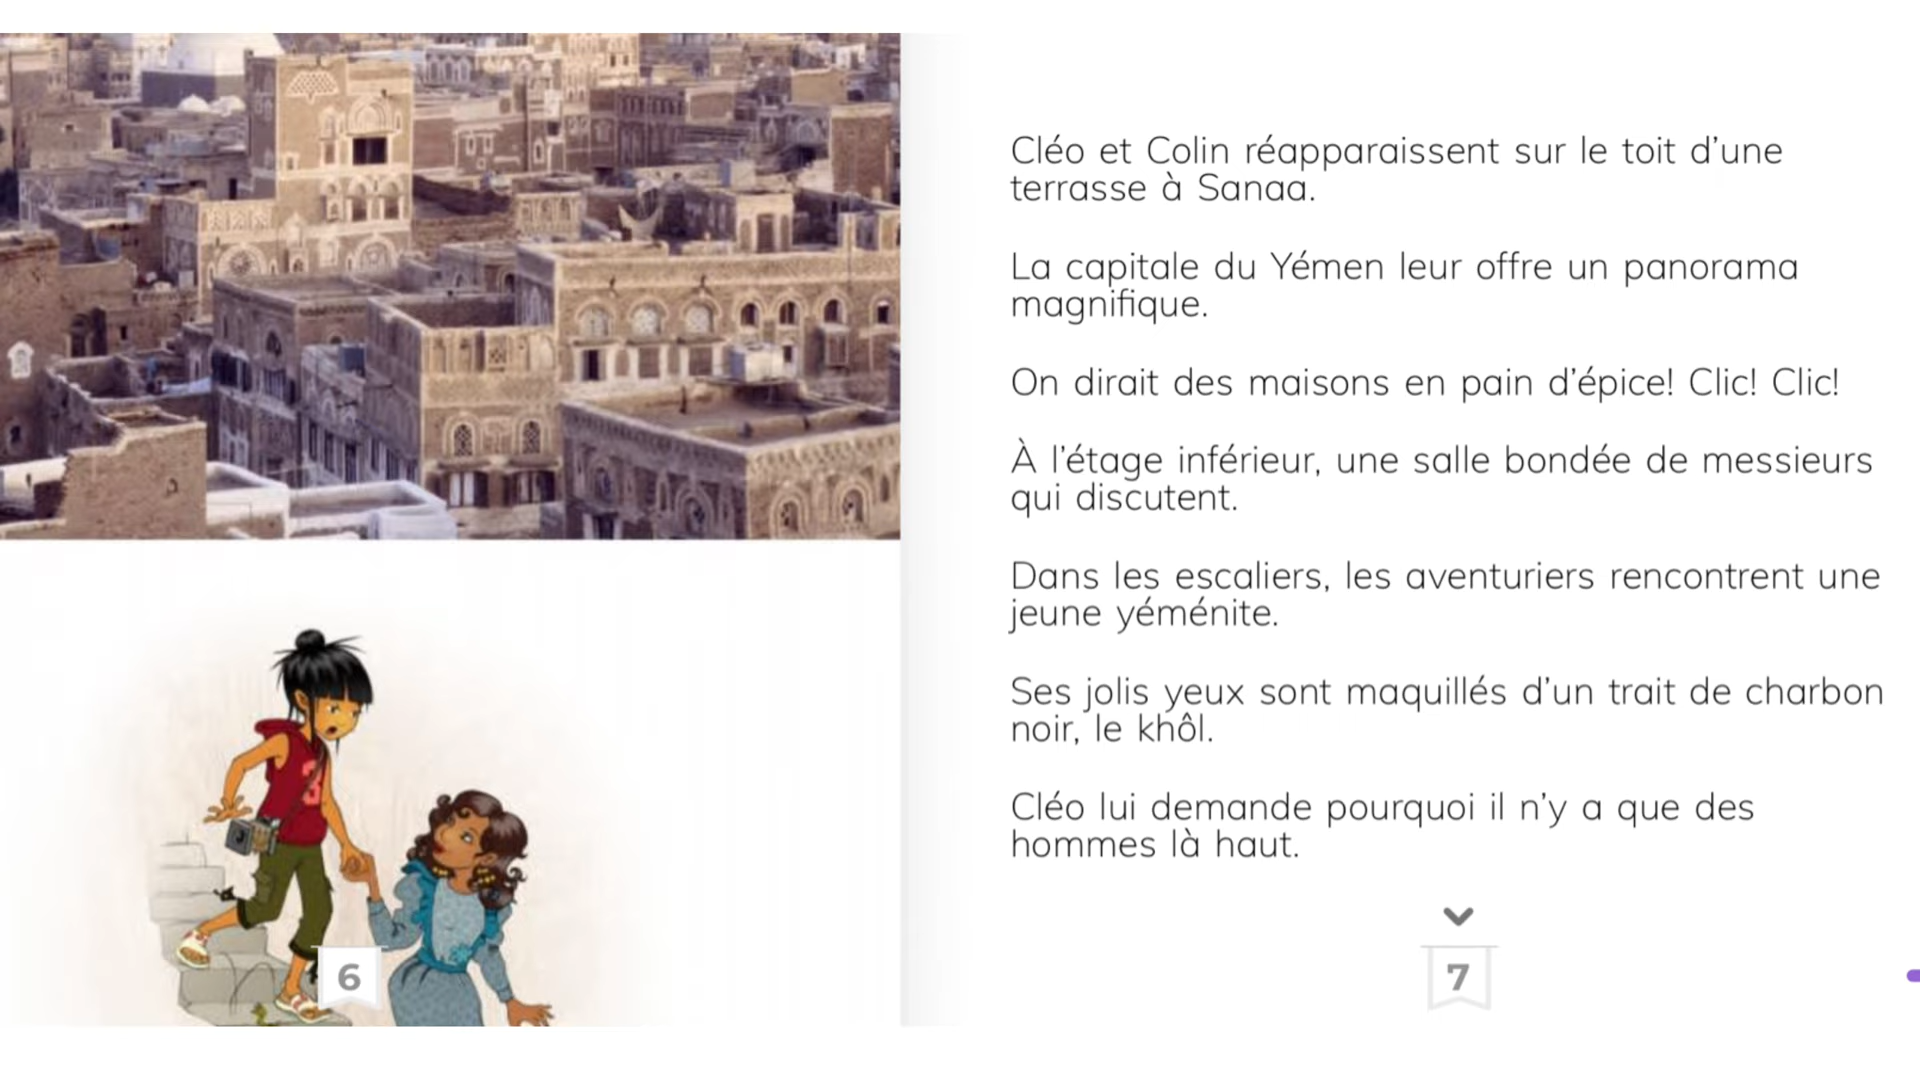 Cléo et Colin réapparaissent sur le toit d'une
terrasse à Sanaa.
La capitale du Yémen leur offre un panorama
magnifique.
On dirait des maisons en pain d'épice! Clic! Clic!
À l'étage inférieur, une salle bondée de messieurs
qui discutent.
Dans les escaliers, les aventuriers rencontrent une
jeune yéménite.
Ses jolis yeux sont maquillés d'un trait de charbon
noir, le khôl.
Cléo lui demande pourquoi il n'y a que des
hommes là haut.
6
7